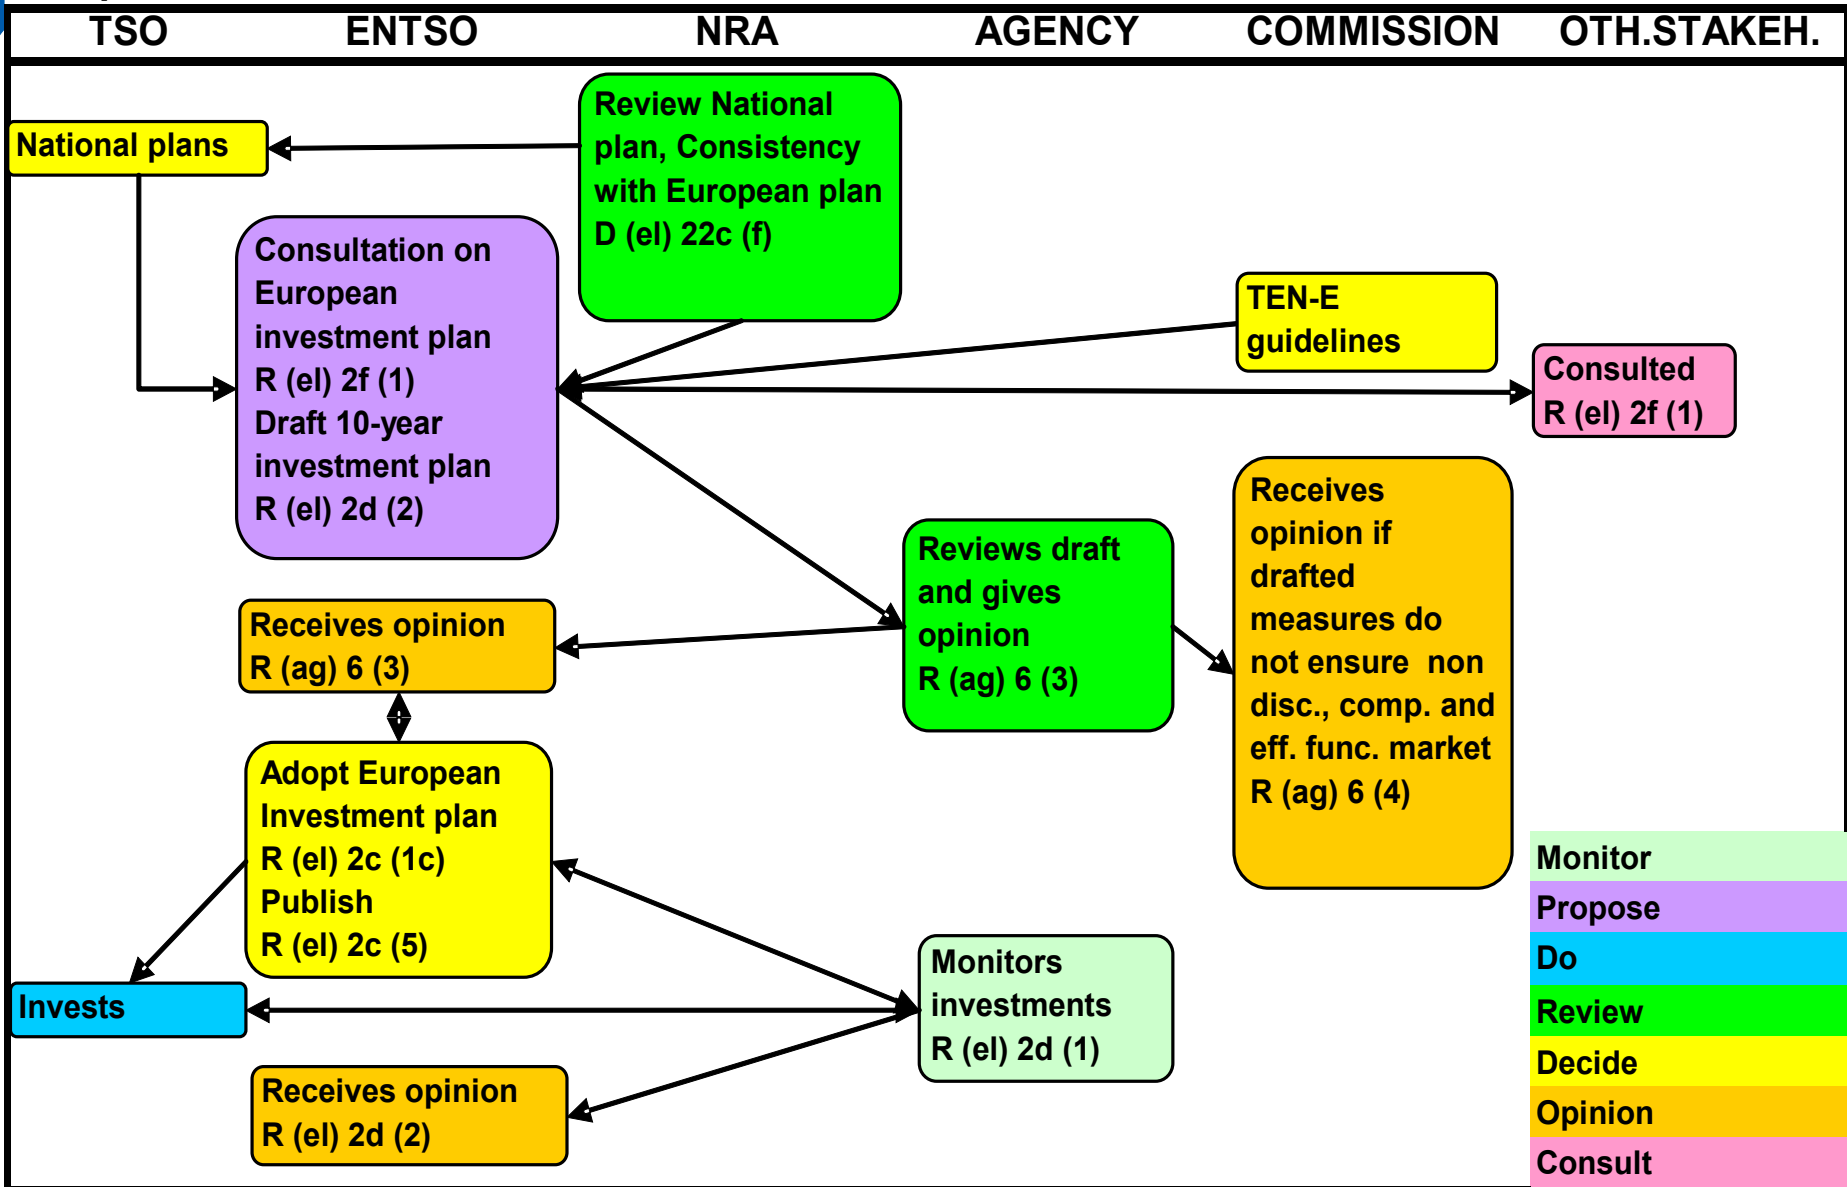 TSO ENTSO NRA AGENCY COMMISSION OTH.STAKEH.
National plans
Review National
plan, Consistency
with European plan
D (el) 22c (f)
Consultation on
European
investment plan
R (el) 2f (1)
Draft 10-year
investment plan
R (el) 2d (2)
TEN-E
guidelines
Consulted
R (el) 2f (1)
Receives
opinion if
drafted
measures do
not ensure non
disc., comp. and
eff. func. market
R (ag) 6 (4)
Reviews draft
and gives
opinion
R (ag) 6 (3)
Receives opinion
R (ag) 6 (3)
Adopt European
Investment plan
R (el) 2c (1c)
Publish
R (el) 2c (5)
Invests
Monitors
investments
R (el) 2d (1)
Receives opinion
R (el) 2d (2)
Monitor
Propose
Do
Review
Decide
Opinion
Consult